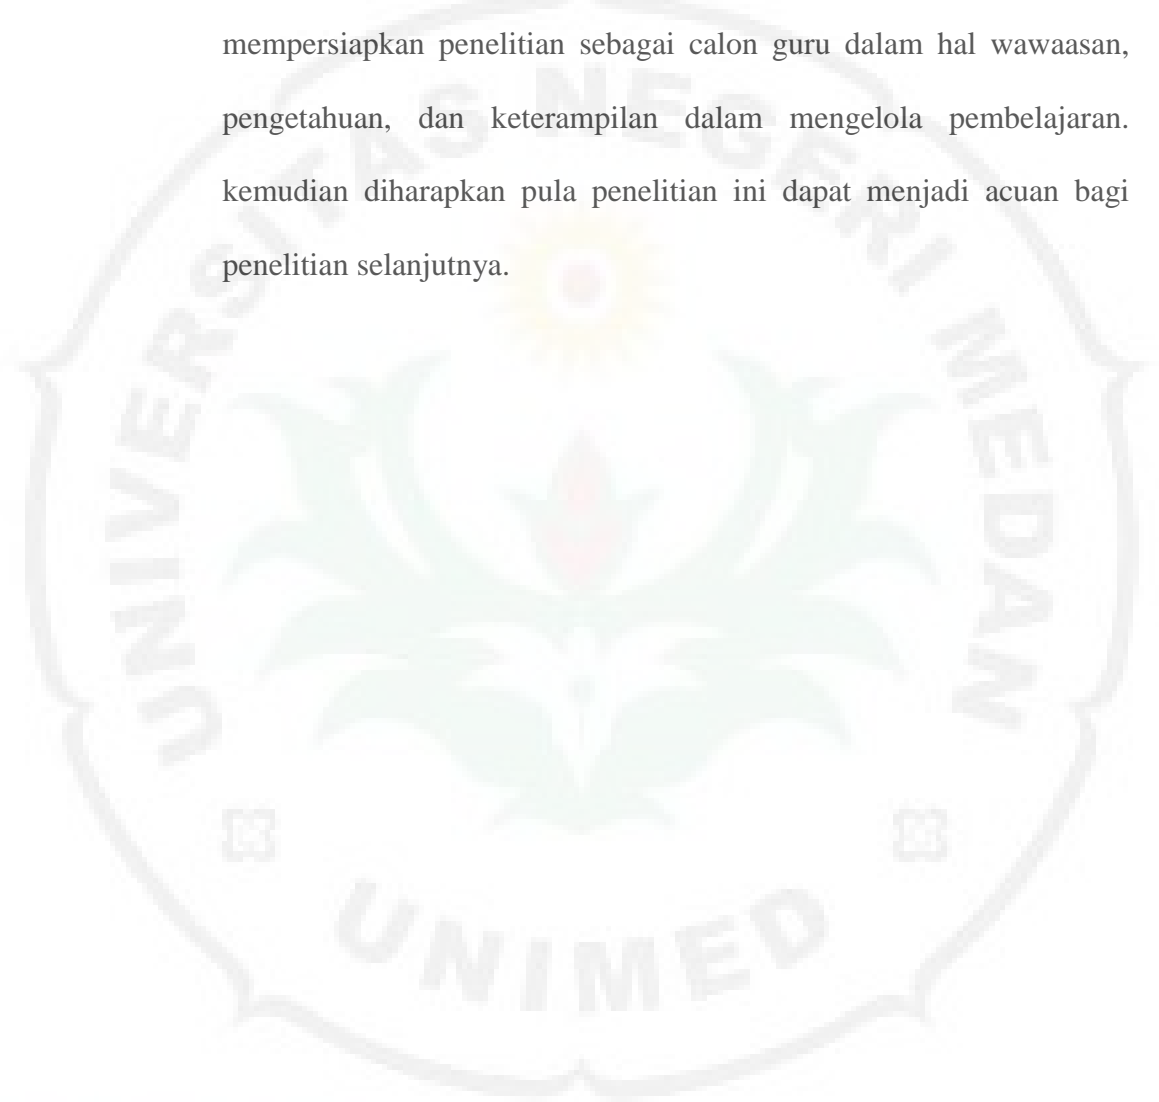 mempersiapkan penelitian sebagai calon guru dalam hal wawaasan,
pengetahuan, dan keterampilan dalam mengelola pembelajaran.
kemudian diharapkan pula penelitian ini dapat menjadi acuan bagi
penelitian selanjutnya.
UNIVERSITAS NEGERI MEDAN
UNIMED